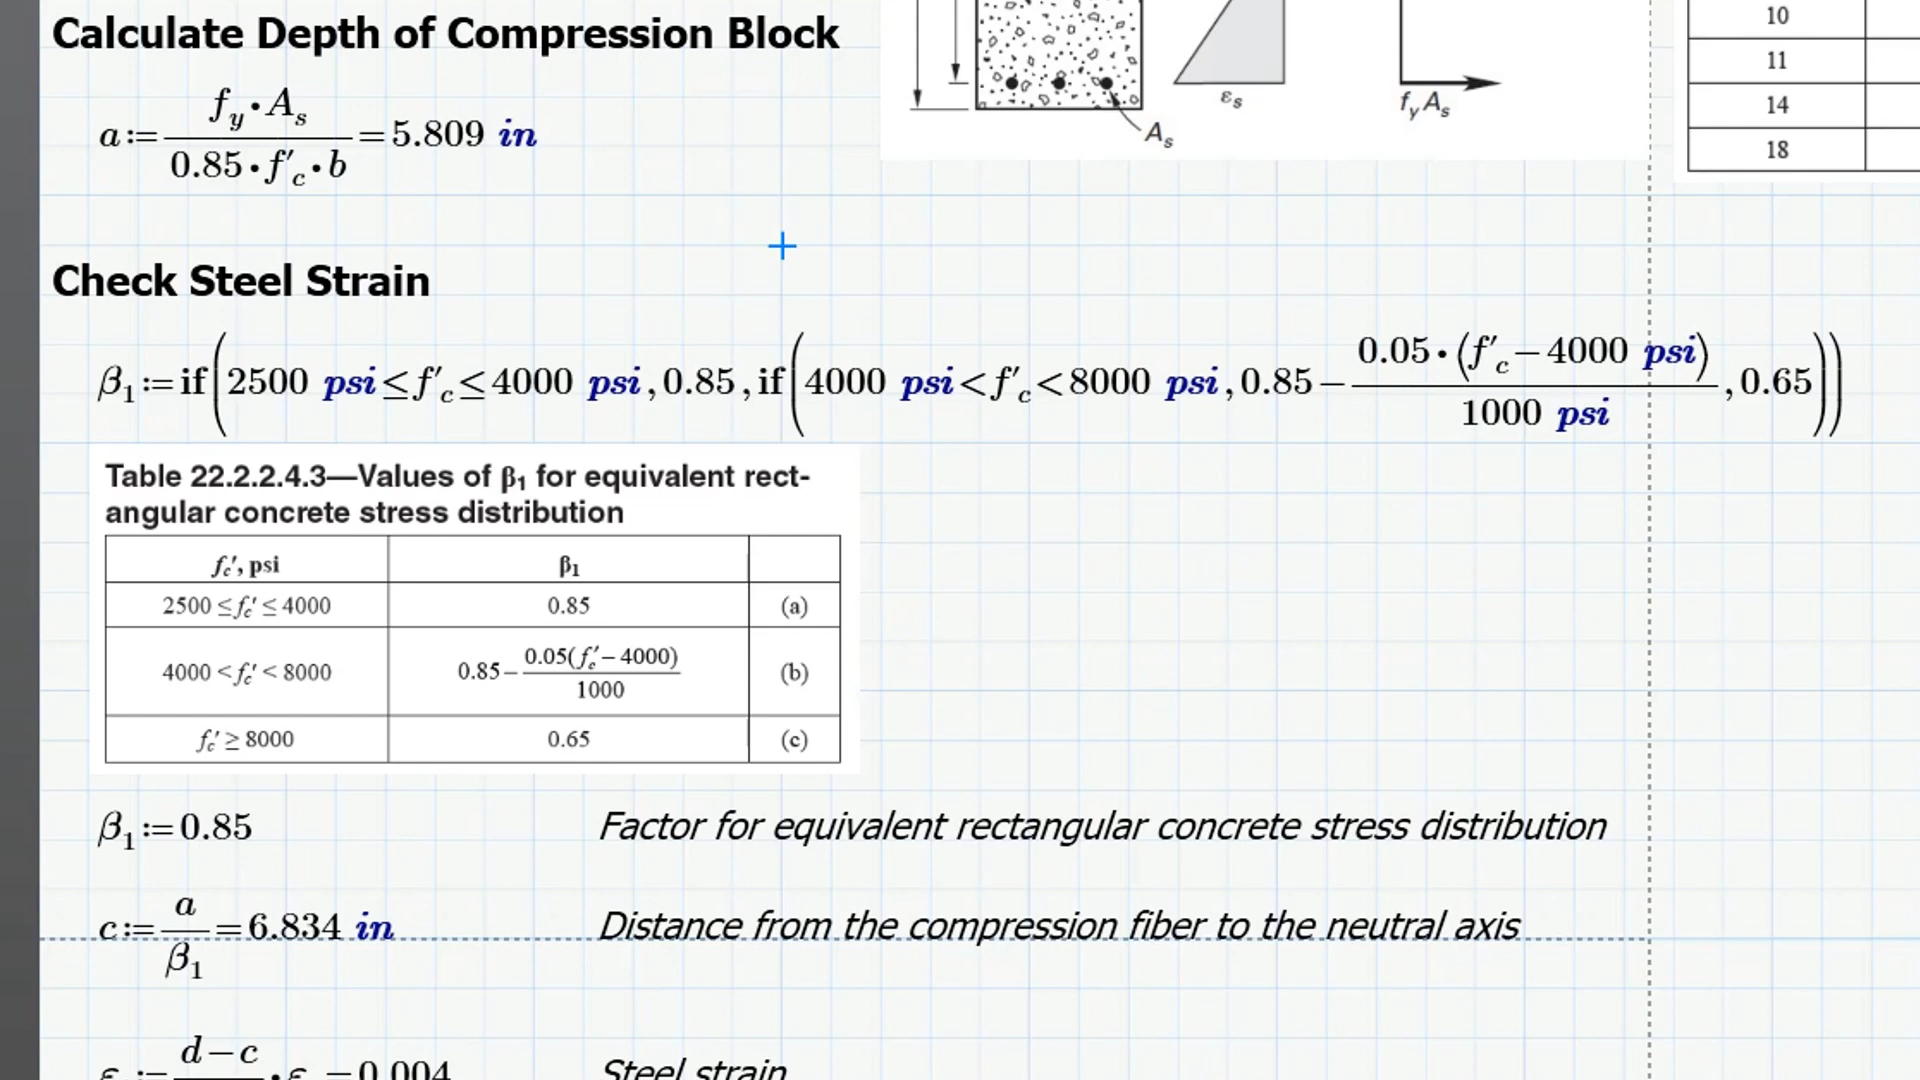 Calculate Depth of Compression Block
a:= f_y·A_s / 0.85·f'_c·b = 5.809 in
ε_s
f_y A_s
A_s
10
11
14
18
Check Steel Strain
β₁:=if(2500 psi≤f'_c≤4000 psi,0.85,if(4000 psi<f'_c<8000 psi,0.85−0.05·(f'_c−4000 psi)/1000 psi,0.65))
Table 22.2.2.4.3—Values of β₁ for equivalent rect-
angular concrete stress distribution
f_c', psi β₁
2500 ≤ f_c' ≤ 4000 0.85 (a)
4000 < f_c' < 8000 0.85− 0.05(f_c'− 4000) / 1000 (b)
f_c' ≥ 8000 0.65 (c)
β₁:=0.85 Factor for equivalent rectangular concrete stress distribution
c:= a / β₁ = 6.834 in Distance from the compression fiber to the neutral axis
d−c
=0.004 Steel strain